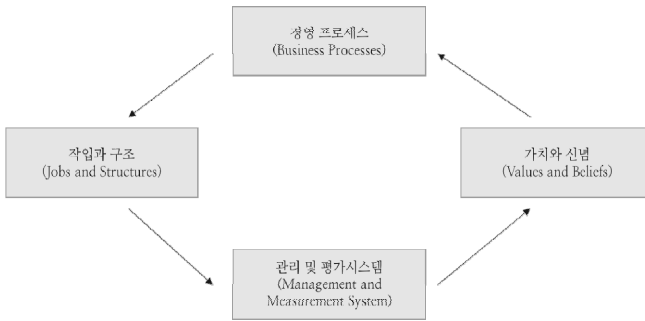 경영 프로세스
(Business Processes)
작업과 구조
(Jobs and Structures)
가치와 신념
(Values and Beliefs)
관리 및 평가시스템
(Management and
Measurement System)